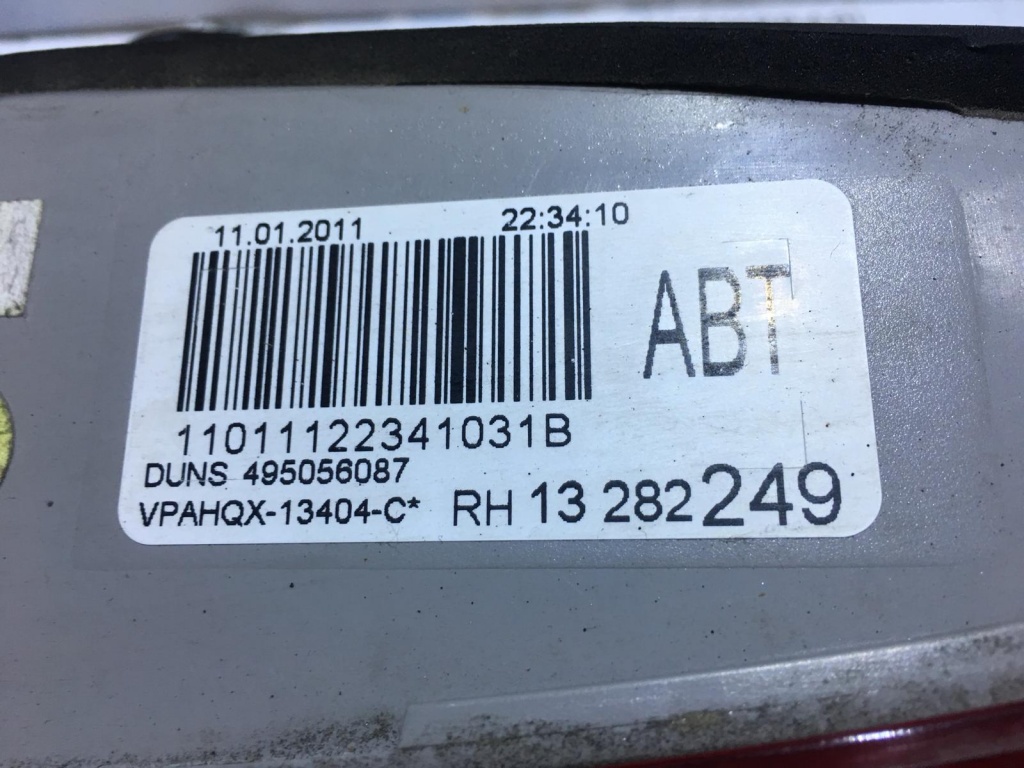 11.01.2011 22:34:10
ABT
11011122341031B
DUNS 495056087
VPAHQX-13404-C* RH 13 282 249